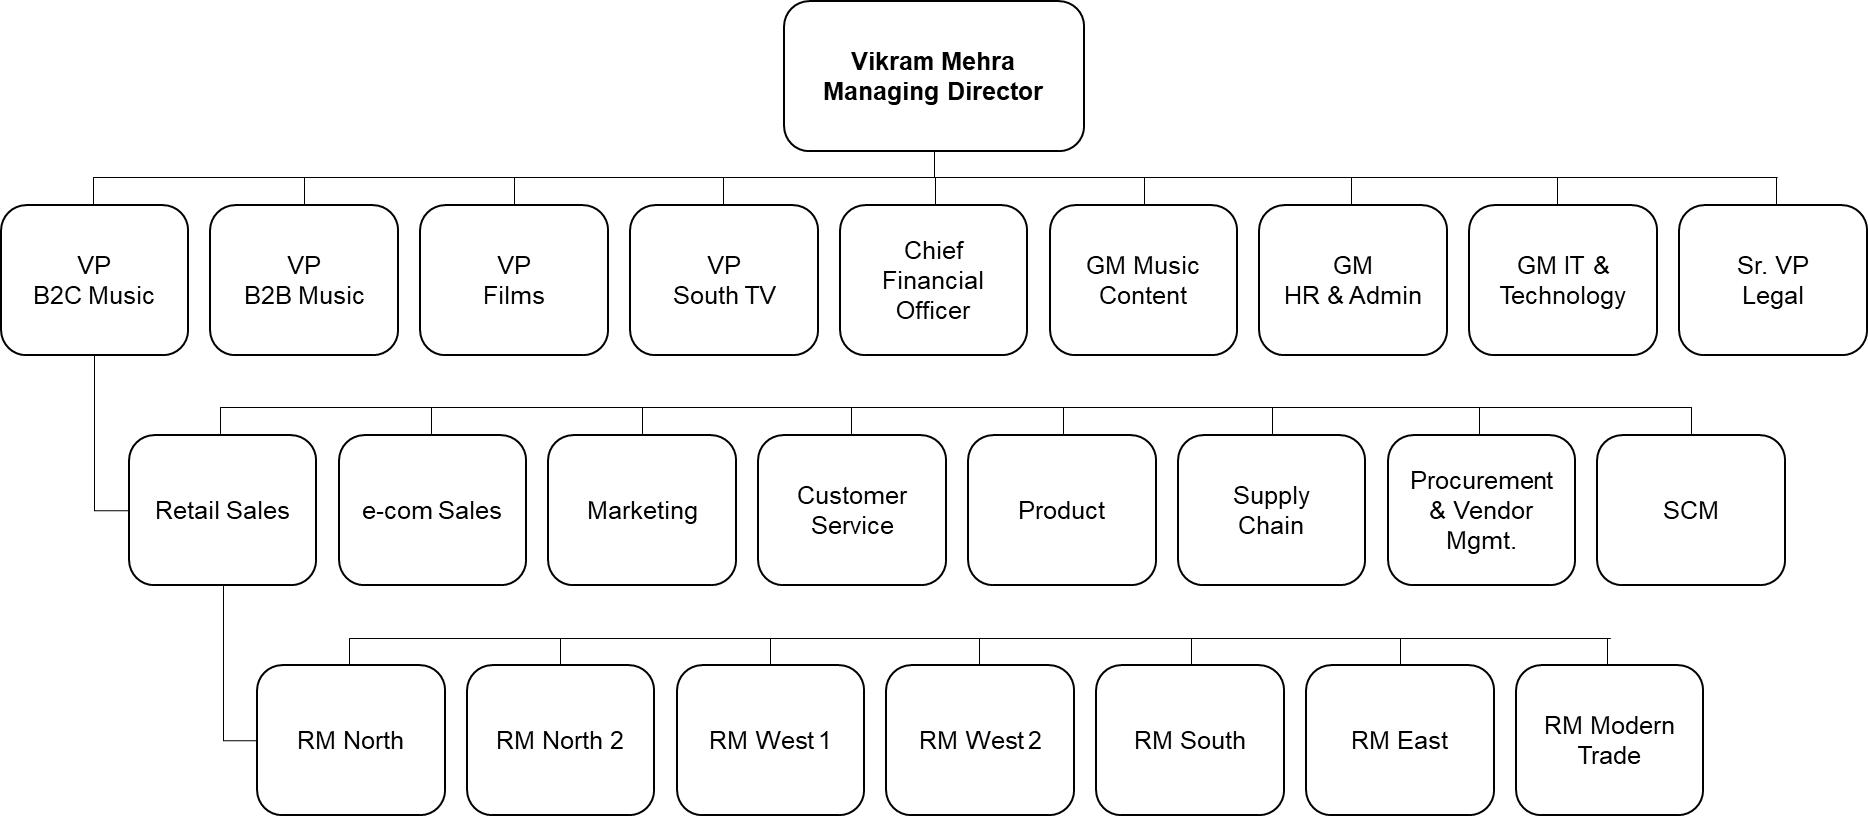 Vikram Mehra
Managing Director
VP
B2C Music
VP
B2B Music
VP
Films
VP
South TV
Chief
Financial
Officer
GM Music
Content
GM
HR & Admin
GM IT &
Technology
Sr. VP
Legal
Retail Sales
e-com Sales
Marketing
Customer
Service
Product
Supply
Chain
Procurement
& Vendor
Mgmt.
SCM
RM North
RM North 2
RM West 1
RM West 2
RM South
RM East
RM Modern
Trade